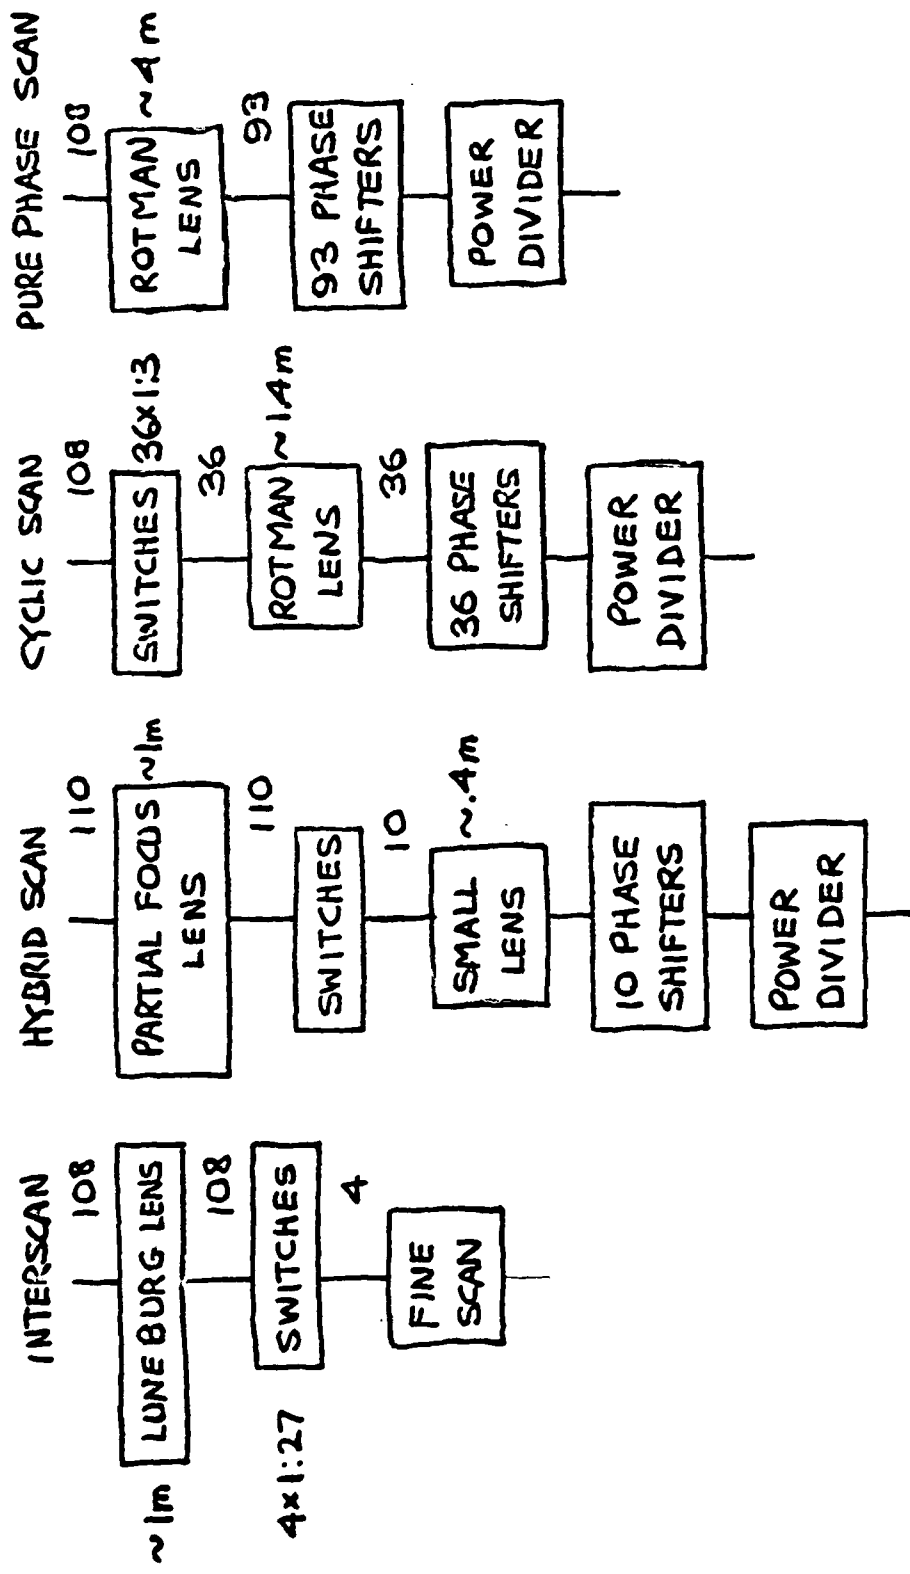 INTERSCAN
108
LUNEBURG LENS
~1m
108
SWITCHES
4x1:27
4
FINE
SCAN
HYBRID SCAN
110
PARTIAL FOCUS
LENS
~1m
110
SWITCHES
10
SMALL
LENS
~.4m
10 PHASE
SHIFTERS
POWER
DIVIDER
CYCLIC SCAN
108
SWITCHES
36x1:3
36
ROTMAN
LENS
~1.4m
36
36 PHASE
SHIFTERS
POWER
DIVIDER
PURE PHASE SCAN
108
ROTMAN
LENS
~4m
93
93 PHASE
SHIFTERS
POWER
DIVIDER